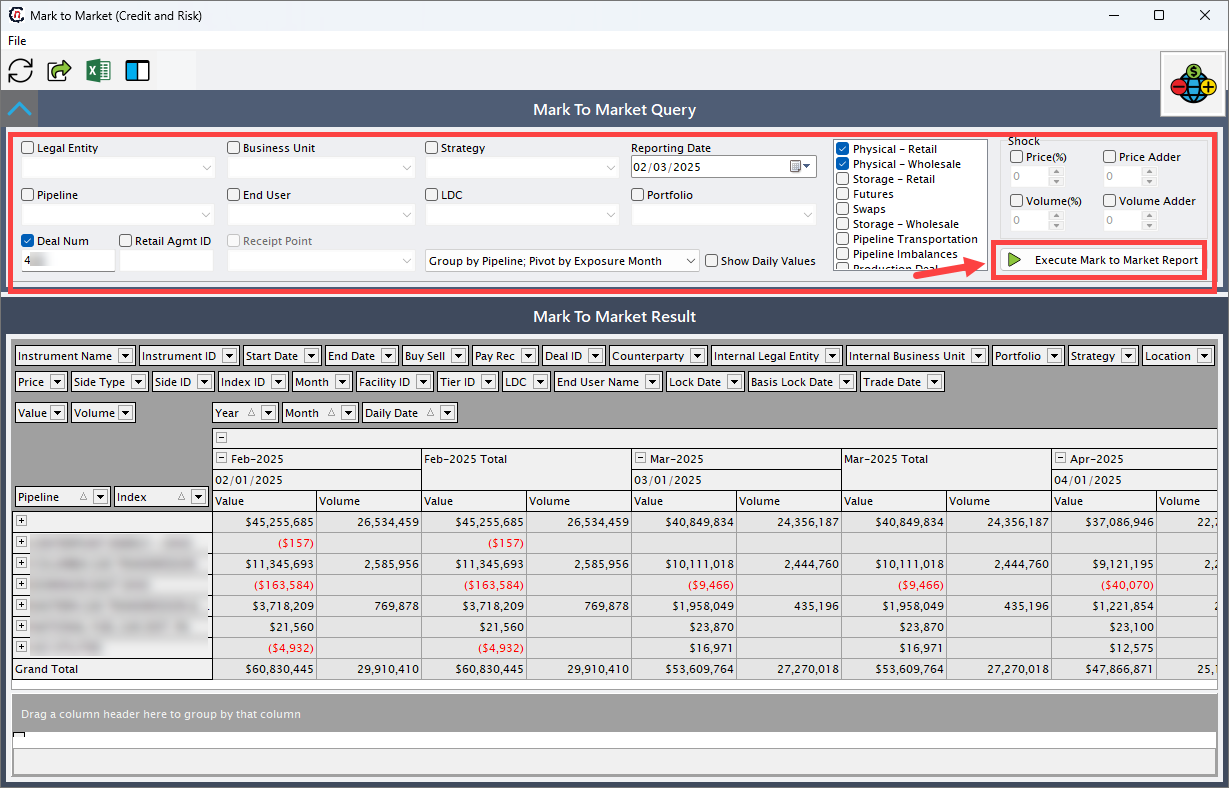 Mark to Market (Credit and Risk)
File
Mark To Market Query
Legal Entity
Business Unit
Strategy
Reporting Date
02/03/2025
Pipeline
End User
LDC
Portfolio
Deal Num
Retail Agmt ID
Receipt Point
4
Group by Pipeline; Pivot by Exposure Month
Show Daily Values
Physical - Retail
Physical - Wholesale
Storage - Retail
Futures
Swaps
Storage - Wholesale
Pipeline Transportation
Pipeline Imbalances
Shock
Price(%)
Price Adder
0
0
Volume(%)
Volume Adder
0
0
Execute Mark to Market Report
Mark To Market Result
Instrument Name Instrument ID Start Date End Date Buy Sell Pay Rec Deal ID Counterparty Internal Legal Entity Internal Business Unit Portfolio Strategy Location
Price Side Type Side ID Index ID Month Facility ID Tier ID LDC End User Name Lock Date Basis Lock Date Trade Date
Value Volume Year Month Daily Date
Feb-2025 Feb-2025 Total Mar-2025 Mar-2025 Total Apr-2025
02/01/2025 03/01/2025 04/01/2025
Pipeline Index Value Volume Value Volume Value Volume Value Volume Value Volume
$45,255,685 26,534,459 $45,255,685 26,534,459 $40,849,834 24,356,187 $40,849,834 24,356,187 $37,086,946 22,
($157) ($157)
$11,345,693 2,585,956 $11,345,693 2,585,956 $10,111,018 2,444,760 $10,111,018 2,444,760 $9,121,195
($163,584) ($163,584) ($9,466) ($9,466) ($40,070)
$3,718,209 769,878 $3,718,209 769,878 $1,958,049 435,196 $1,958,049 435,196 $1,221,854
$21,560 $21,560 $23,870 $23,870 $23,100
($4,932) ($4,932) $16,971 $16,971 $12,575
Grand Total $60,830,445 29,910,410 $60,830,445 29,910,410 $53,609,764 27,270,018 $53,609,764 27,270,018 $47,866,871 25,
Drag a column header here to group by that column